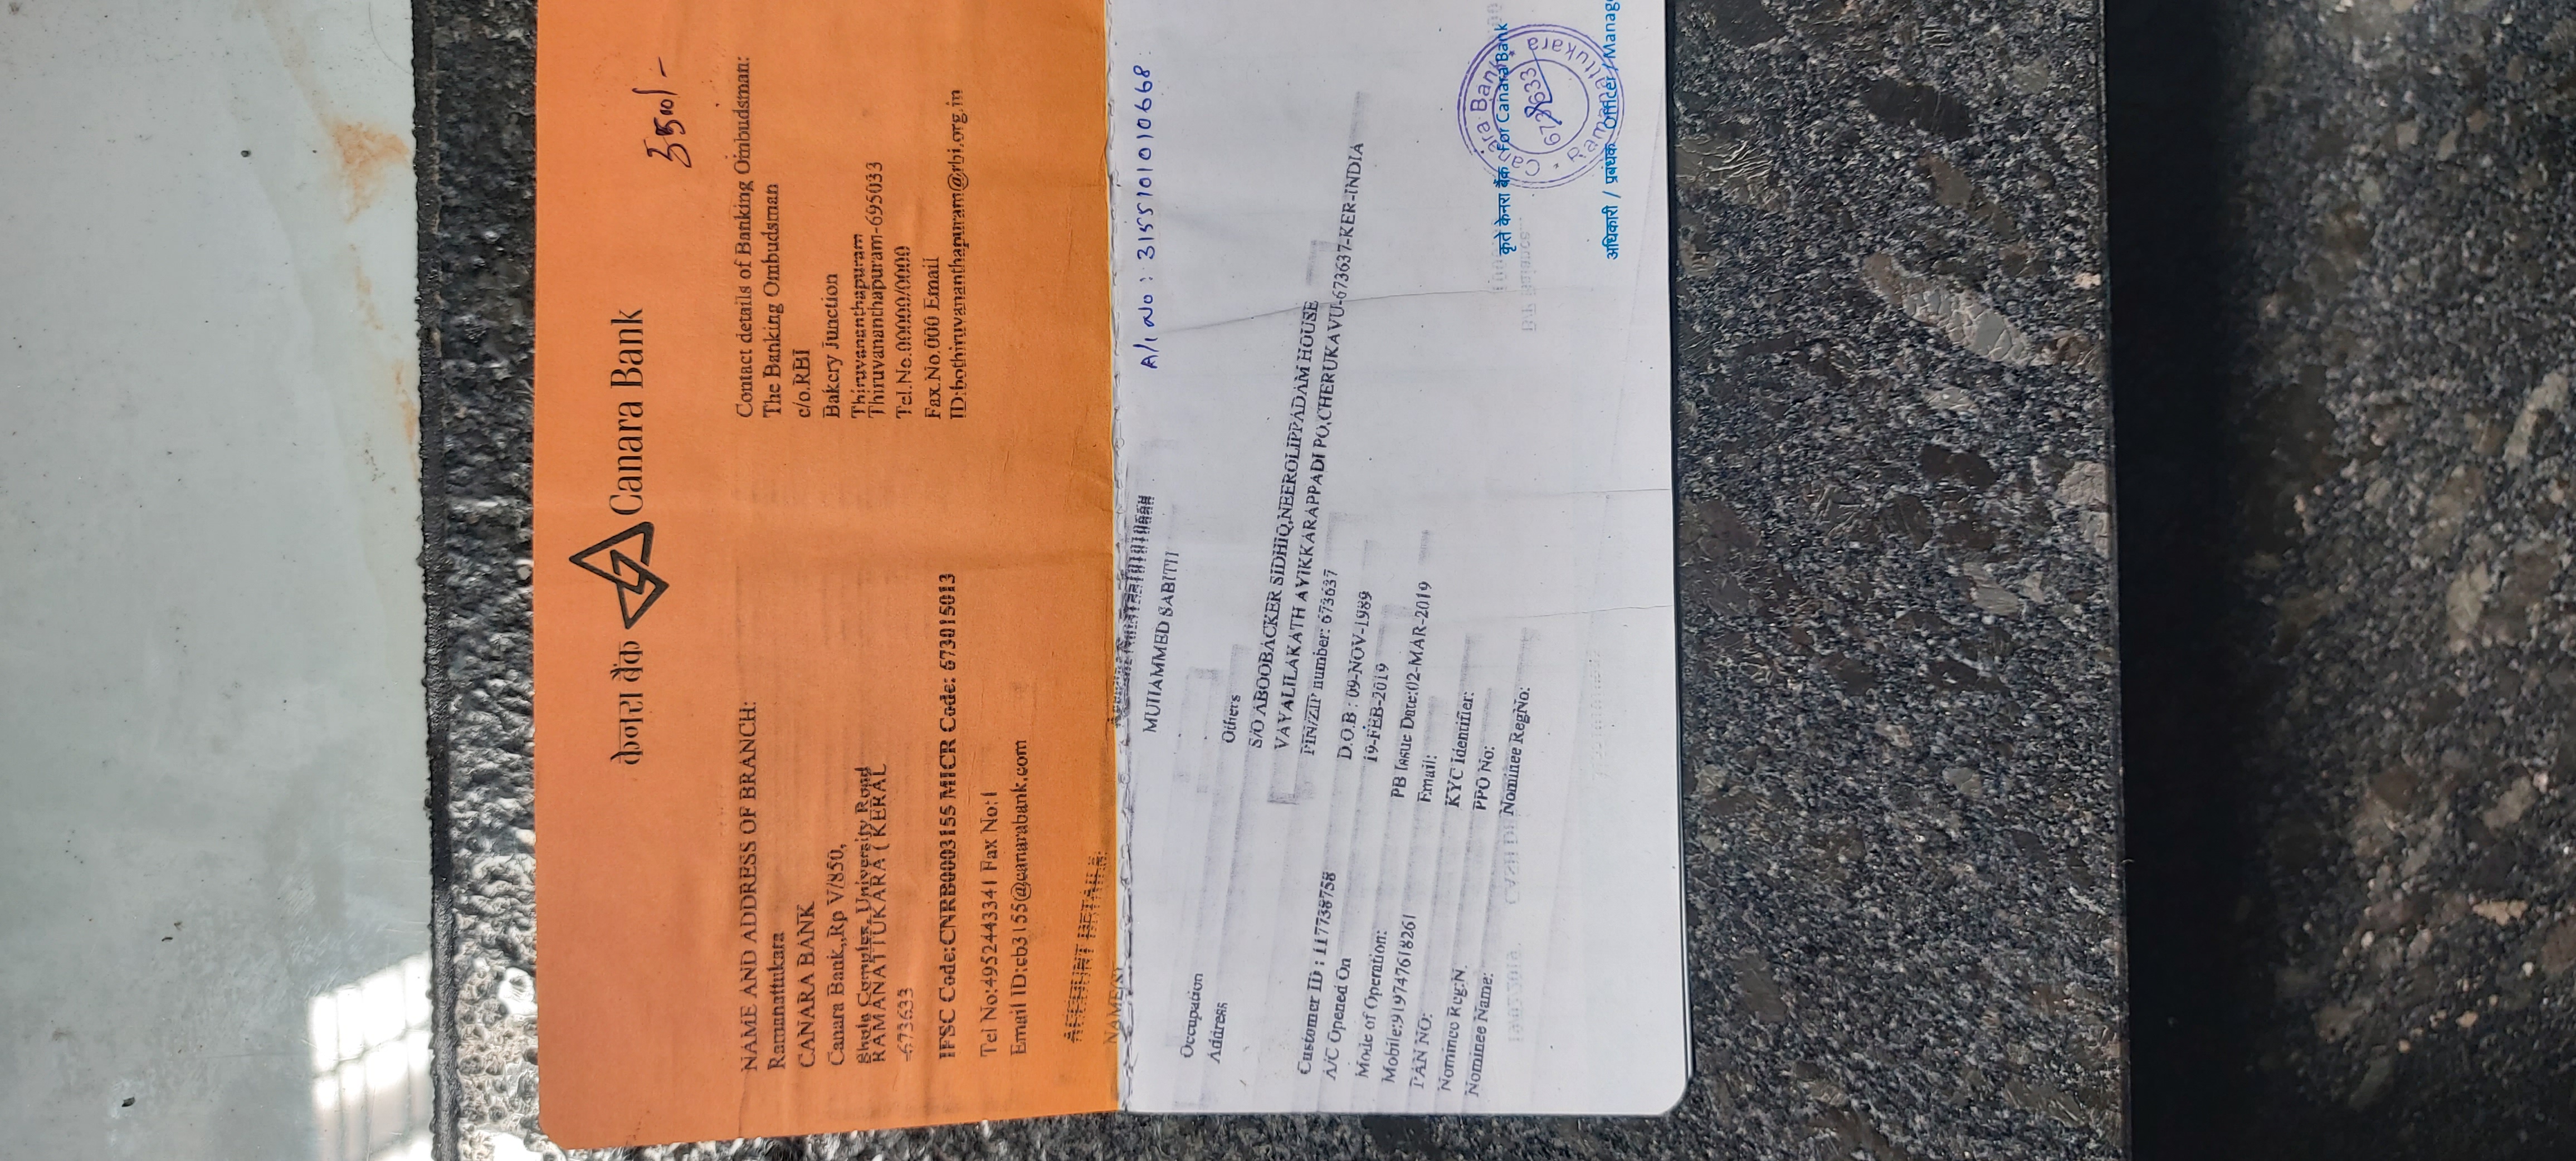 केनरा बैंक Canara Bank
5500/-
NAME AND ADDRESS OF BRANCH:
Ramanattukara
CANARA BANK
Canara Bank,,Rp V/850,
Complex, University Road
RAMANATTUKARA ( KERAL
-673633
IFSC Code:CNRB0003155 MICR Code: 673015013
Tel No:4952443341 Fax No:1
Email ID:cb3155@canarabank.com
Contact details of Banking Ombudsman:
The Banking Ombudsman
c/o.RBI
Bakery Junction
Thiruvananthapuram
Thiruvananthapuram-695033
Tel.No.00000/0000
Fax.No.000 Email
ID:bothiruvananthapuram@rbi.org.in
ACCOUNT DETAILS:
Account No:3155101010668
A/c No : 3155101010668
NAME(S)
MUHAMMED SABITH
Occupation
Others
Address
S/O ABOOBACKER SIDHIQ,NEEROLIPPADAM HOUSE
VAYALILAKATH AYIKKARAPPADI PO,CHERUKAVU-673637-KER-INDIA
PIN/ZIP number: 673637
Customer ID : 117738758
D.O.B : 09-NOV-1989
A/C Opened On
19-FEB-2019
Mode of Operation:
PB Issue Date:02-MAR-2019
Mobile:919747618261
Email:
PAN NO:
KYC Identifier:
Nominee Reg:N
PPO No:
Nominee Name:
Nominee RegNo:
कृते केनरा बैंक For Canara Bank
Canara Bank
673633
Ramanattukara
अधिकारी / प्रबंधक Officer / Manage